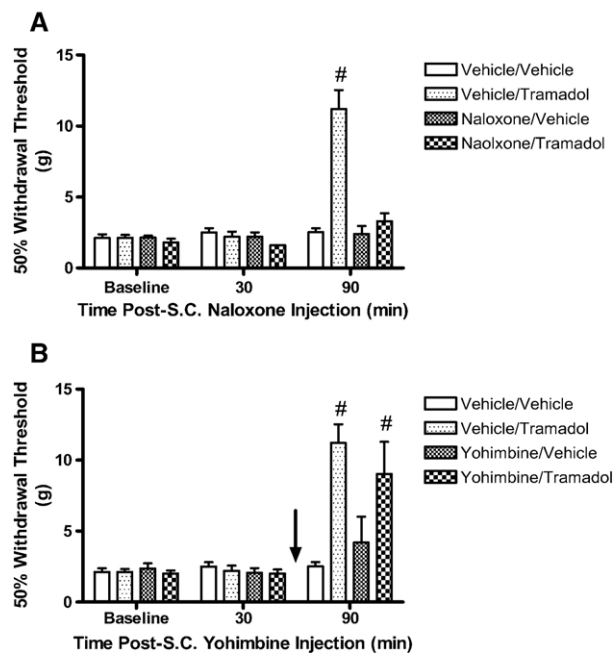 A
50% Withdrawal Threshold
(g)
15
10
5
0
#
Vehicle/Vehicle
Vehicle/Tramadol
Naloxone/Vehicle
Naolxone/Tramadol
Baseline
30
90
Time Post-S.C. Naloxone Injection (min)
B
50% Withdrawal Threshold
(g)
15
10
5
0
#
#
Vehicle/Vehicle
Vehicle/Tramadol
Yohimbine/Vehicle
Yohimbine/Tramadol
Baseline
30
90
Time Post-S.C. Yohimbine Injection (min)